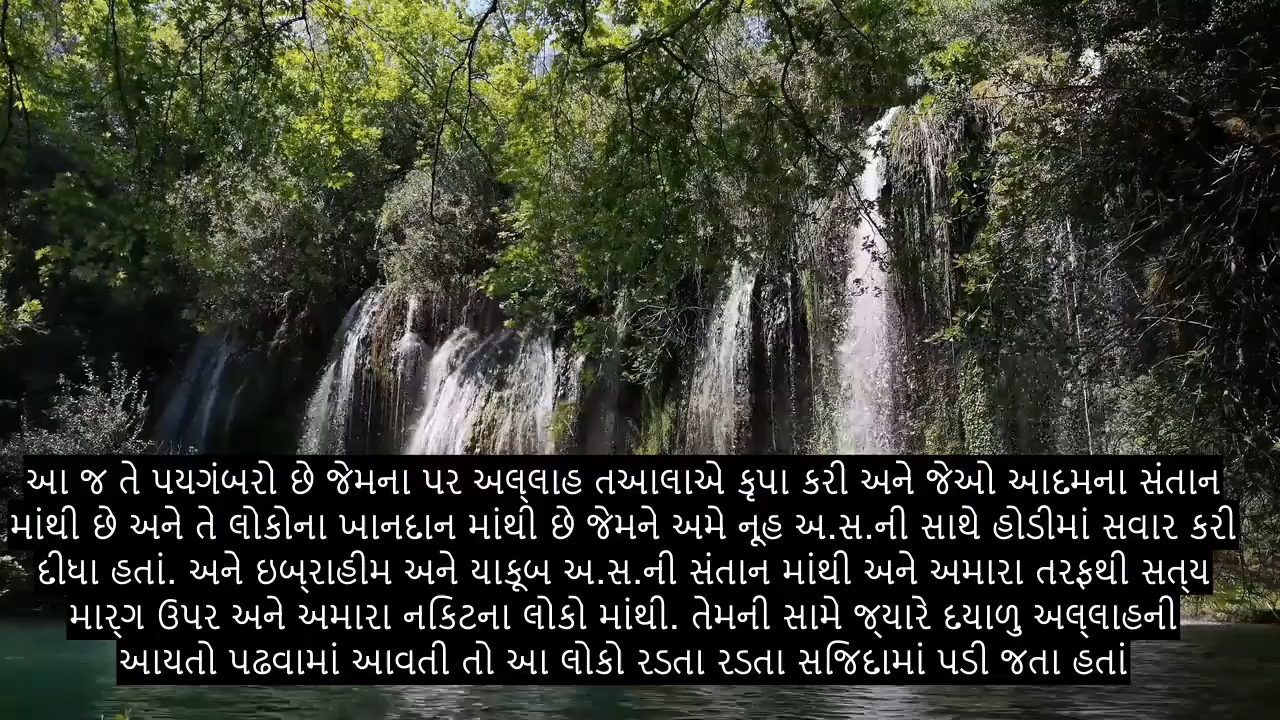 આ જ તે પયગંબરો છે જેમના પર અલ્લાહ તઆલાએ કૃપા કરી અને જેઓ આદમના સંતાન
માંથી છે અને તે લોકોના ખાનદાન માંથી છે જેમને અમે નૂહ અ.સ.ની સાથે હોડીમાં સવાર કરી
દીધા હતાં. અને ઇબ્રાહીમ અને યાકૂબ અ.સ.ની સંતાન માંથી અને અમારા તરફથી સત્ય
માર્ગ ઉપર અને અમારા નકિટના લોકો માંથી. તેમની સામે જ્યારે દયાળુ અલ્લાહની
આયતો પઢવામાં આવતી તો આ લોકો રડતા રડતા સજિદામાં પડી જતા હતાં